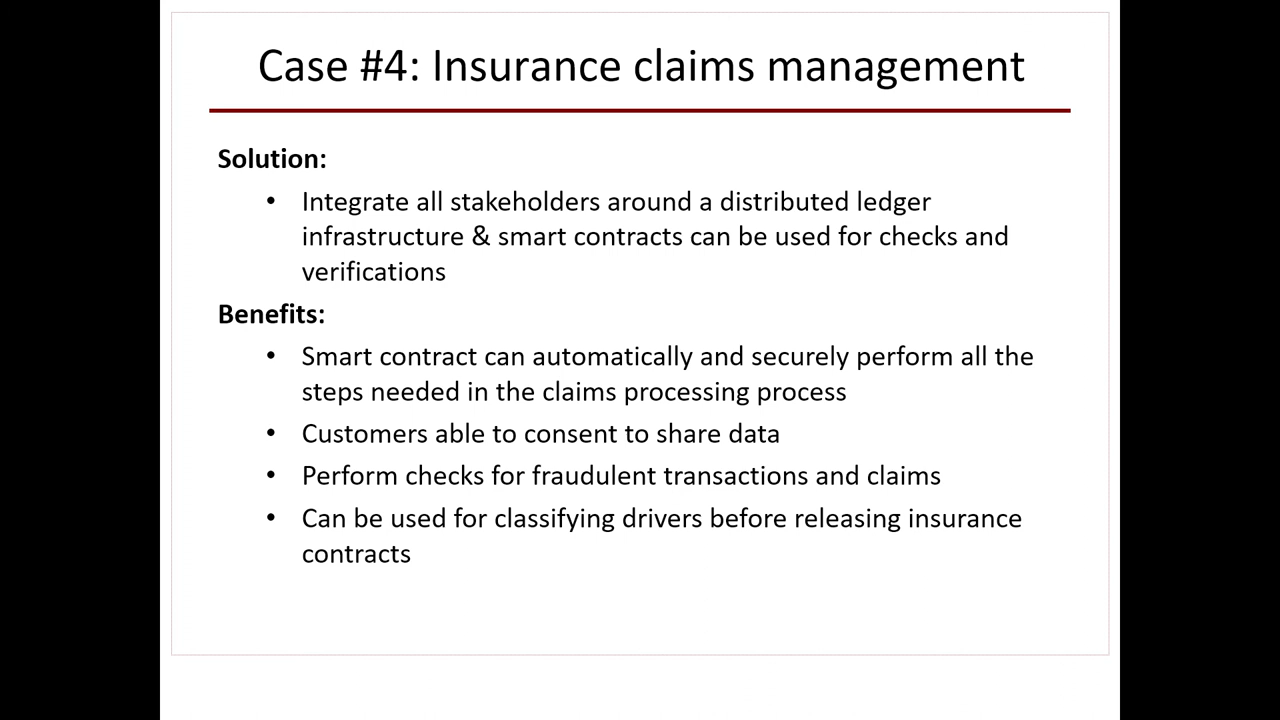 Case #4: Insurance claims management
Solution:
• Integrate all stakeholders around a distributed ledger
infrastructure & smart contracts can be used for checks and
verifications
Benefits:
• Smart contract can automatically and securely perform all the
steps needed in the claims processing process
• Customers able to consent to share data
• Perform checks for fraudulent transactions and claims
• Can be used for classifying drivers before releasing insurance
contracts